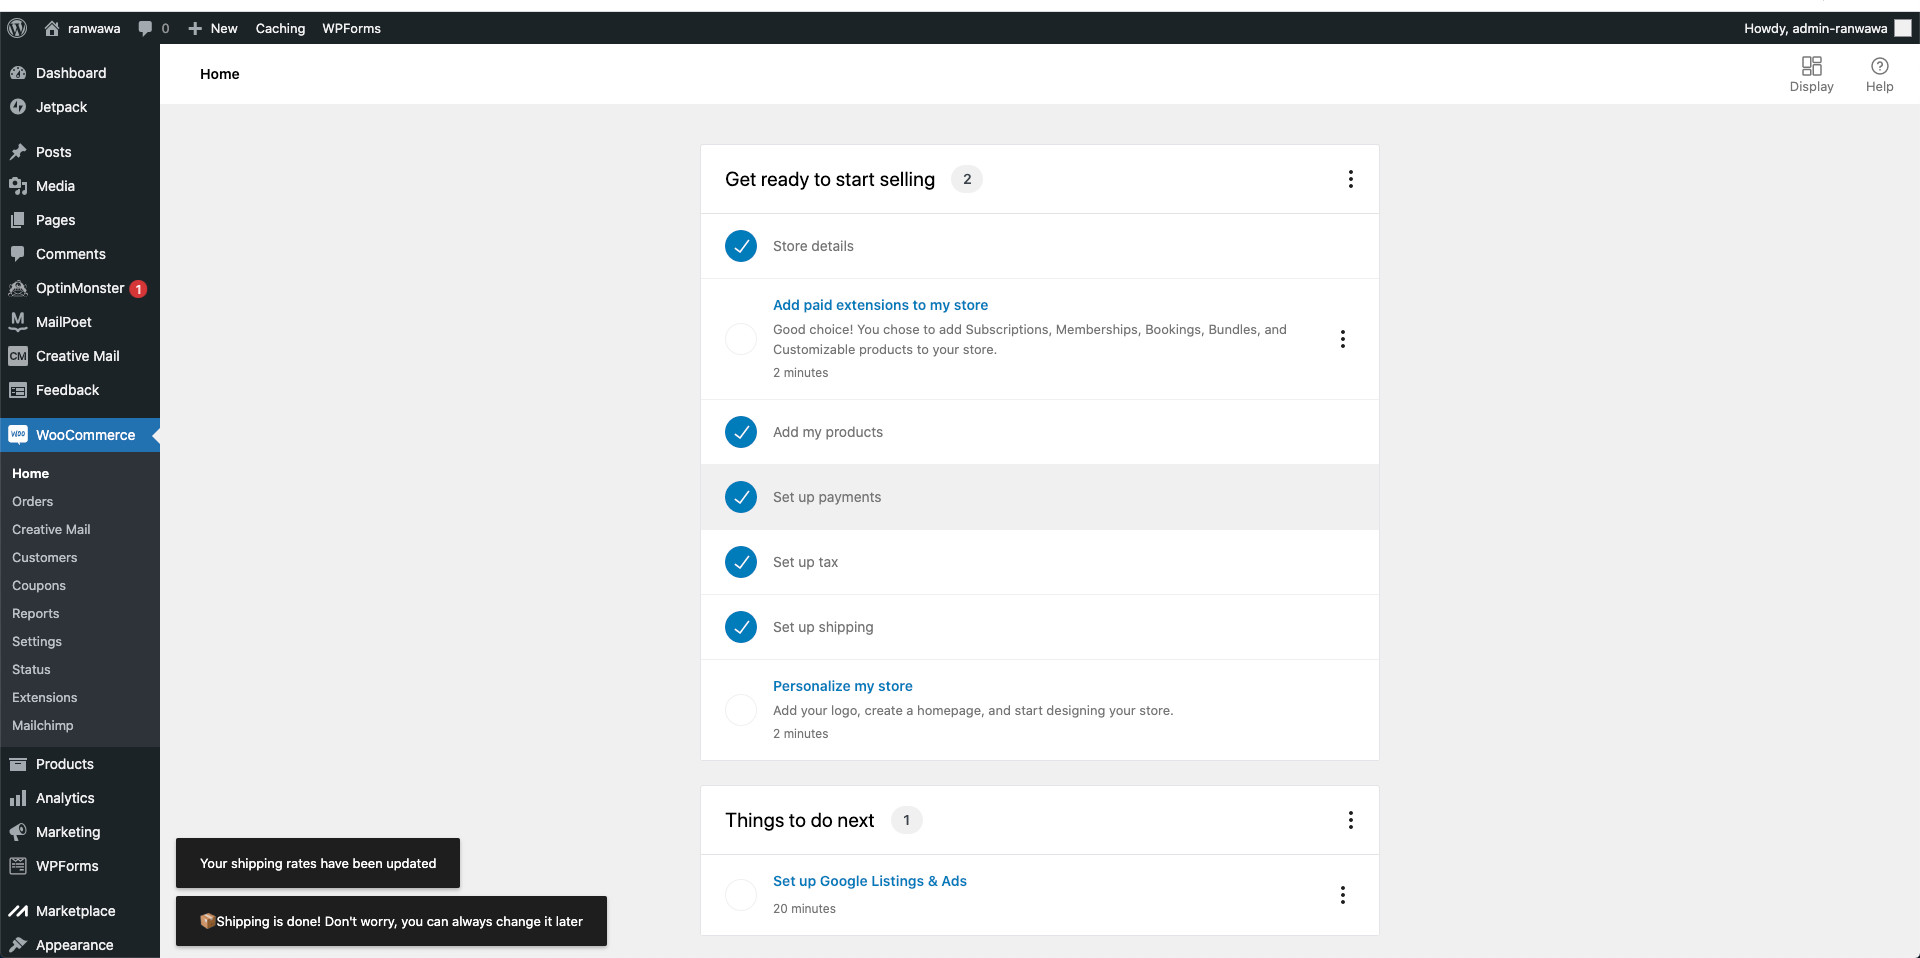 ranwawa
0
New
Caching
WPForms
Howdy, admin-ranwawa
Dashboard
Jetpack
Posts
Media
Pages
Comments
OptinMonster 1
M MailPoet
CM Creative Mail
Feedback
woo WooCommerce
Home
Orders
Creative Mail
Customers
Coupons
Reports
Settings
Status
Extensions
Mailchimp
Products
Analytics
Marketing
WPForms
Marketplace
Appearance
Home
Display
Help
Get ready to start selling 2
Store details
Add paid extensions to my store
Good choice! You chose to add Subscriptions, Memberships, Bookings, Bundles, and
Customizable products to your store.
2 minutes
Add my products
Set up payments
Set up tax
Set up shipping
Personalize my store
Add your logo, create a homepage, and start designing your store.
2 minutes
Things to do next 1
Set up Google Listings & Ads
20 minutes
Your shipping rates have been updated
📦Shipping is done! Don't worry, you can always change it later